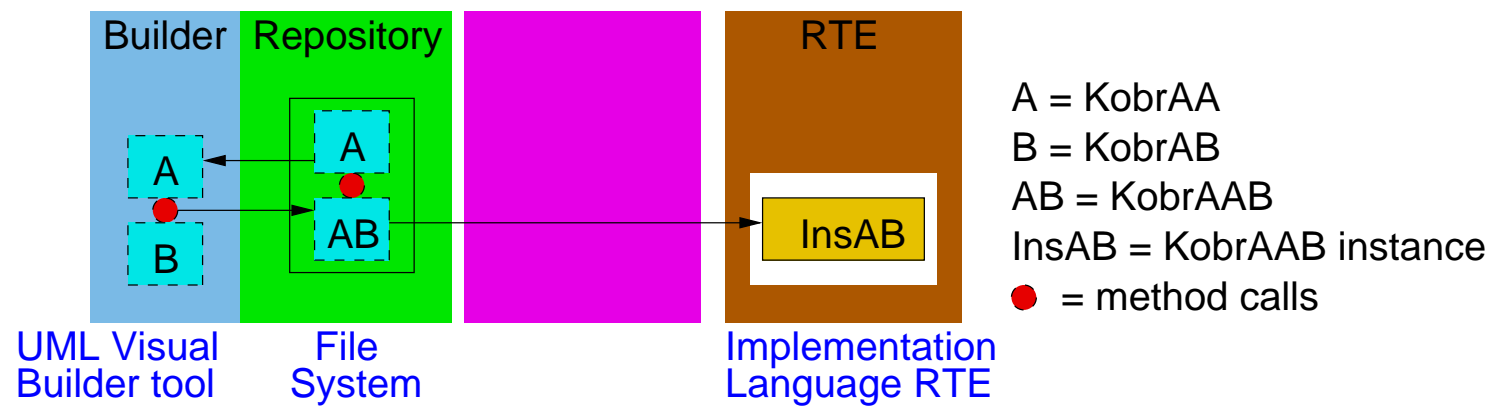 Builder
Repository
RTE
A
B
A
AB
InsAB
A = KobrAA
B = KobrAB
AB = KobrAAB
InsAB = KobrAAB instance
= method calls
UML Visual
Builder tool
File
System
Implementation
Language RTE